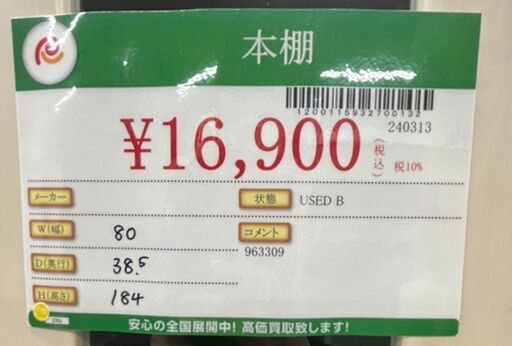 本棚
1200115932700132
240313
¥16,900(税込) 税10%
メーカー
状態 USED B
W(幅) 80
コメント
963309
D(奥行) 38.5
H(高さ) 184
安心の全国展開中! 高価買取致します!